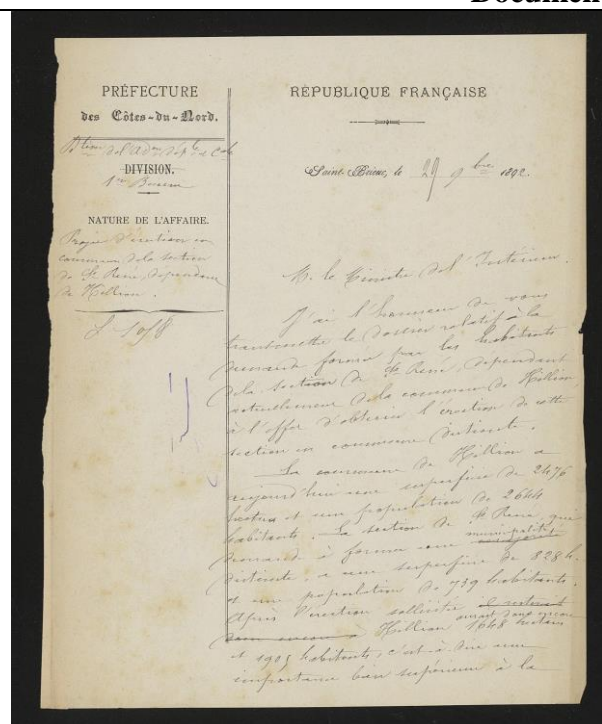 Documen
PRÉFECTURE
des Côtes-du-Nord.
DIVISION.
1er Bureau
NATURE DE L'AFFAIRE.
Projet d'érection en
commune de la section
de St René, dépendant
de Hillion.
RÉPUBLIQUE FRANÇAISE
Saint-Brieuc, le 29 9bre 1892.
M. le Ministre de l'Intérieur.
J'ai l'honneur de vous
transmettre le dossier relatif à la
demande formée par les habitants
de la section de St René, dépendant
actuellement de la commune de Hillion
à l'effet d'obtenir l'érection de cette
section en commune distincte.
La commune de Hillion a
aujourd'hui une superficie de 2476
hectares et une population de 2644
habitants. La section de St René, qui
demande à former une municipalité
distincte, a une superficie de 828 h.
et une population de 739 habitants.
Après l'érection sollicitée il resterait
à Hillion aurait encore 1648 hectares
et 1905 habitants, c'est-à-dire une
importance bien supérieure à la